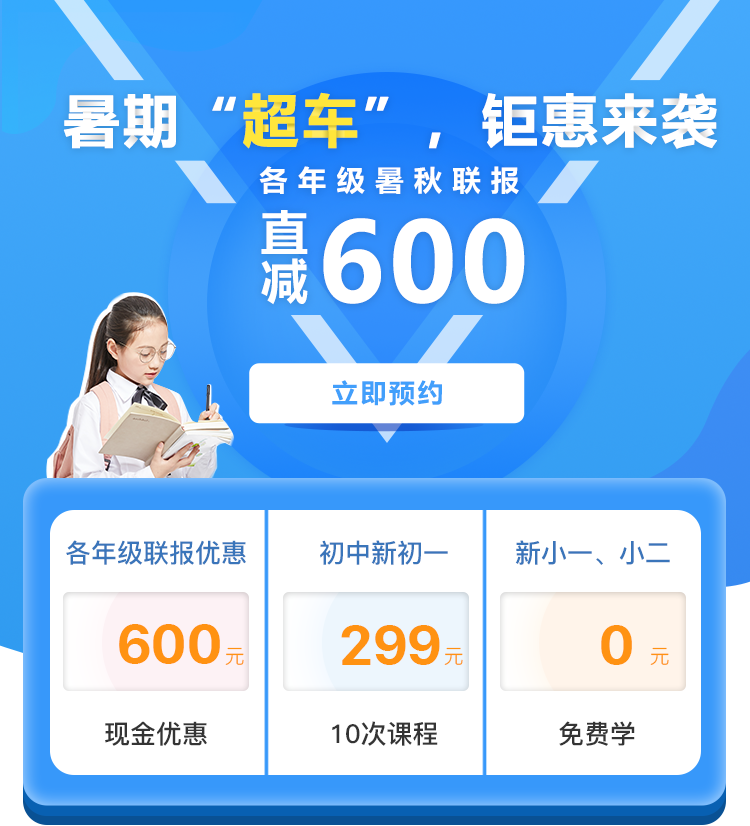 暑期“超车”，钜惠来袭
各年级暑秋联报
直减600
立即预约
各年级联报优惠
600元
现金优惠
初中新初一
299元
10次课程
新小一、小二
0元
免费学